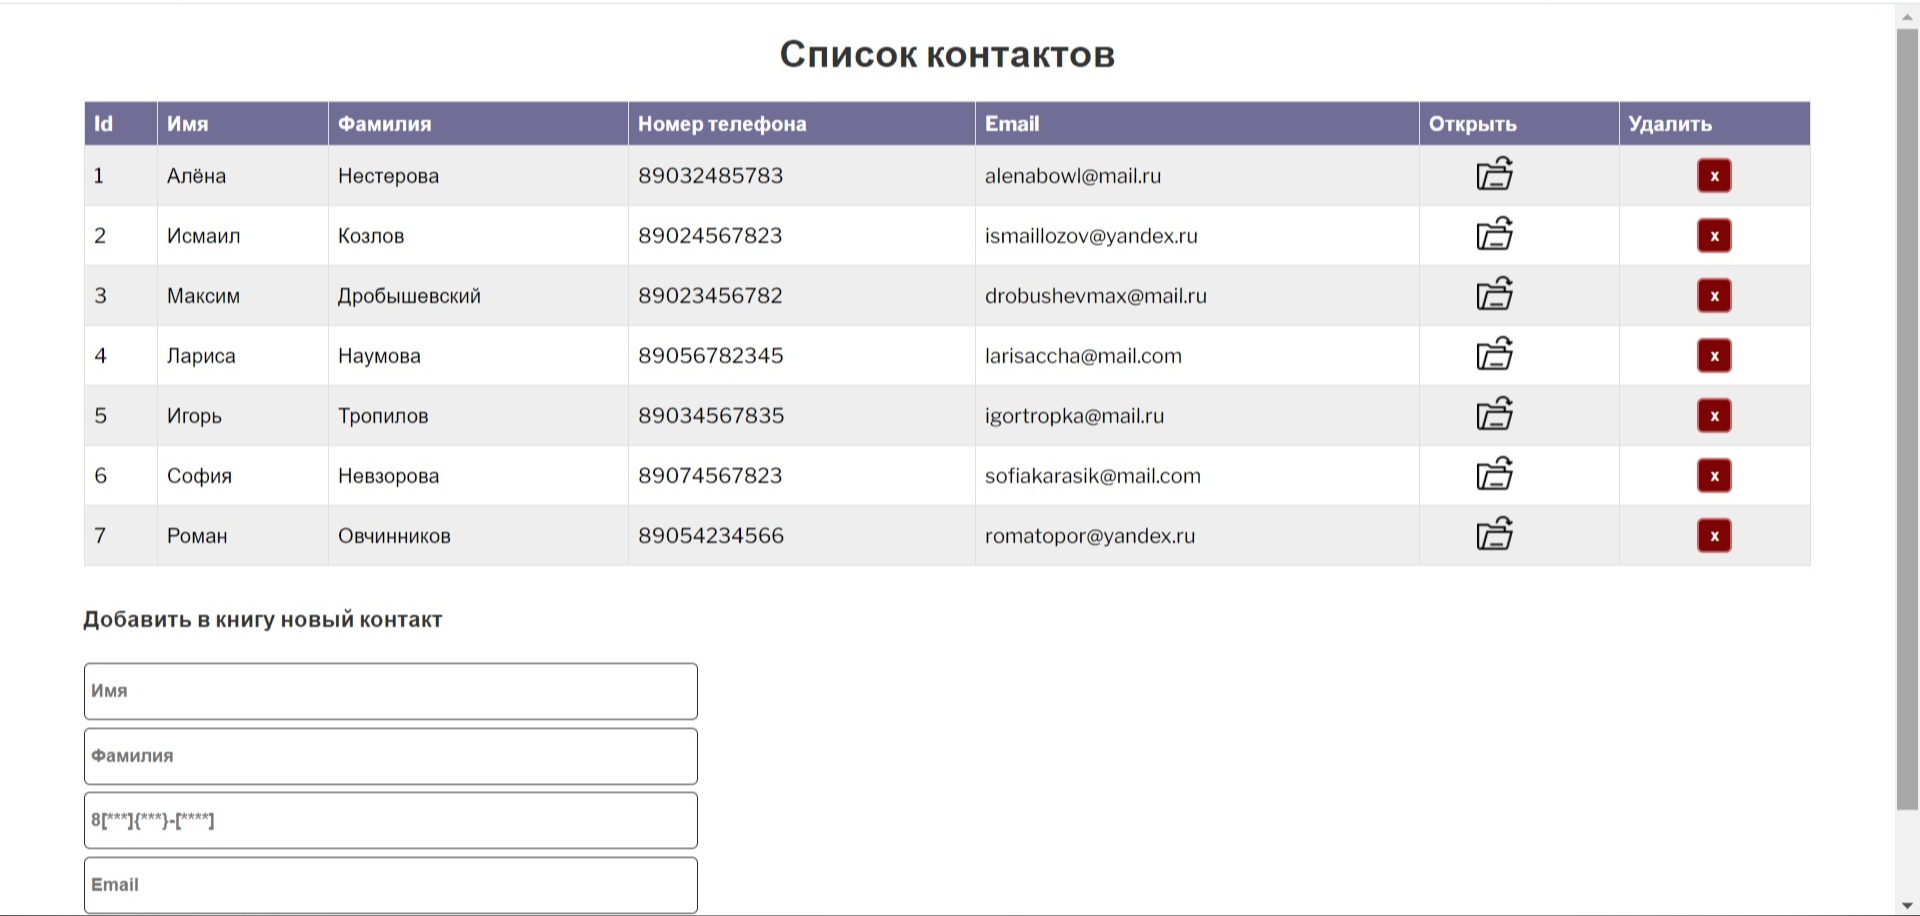 Список контактов
Id Имя Фамилия Номер телефона Email Открыть Удалить
1 Алёна Нестерова 89032485783 alenabowl@mail.ru x
2 Исмаил Козлов 89024567823 ismaillozov@yandex.ru x
3 Максим Дробышевский 89023456782 drobushevmax@mail.ru x
4 Лариса Наумова 89056782345 larisaccha@mail.com x
5 Игорь Тропилов 89034567835 igortropka@mail.ru x
6 София Невзорова 89074567823 sofiakarasik@mail.com x
7 Роман Овчинников 89054234566 romatopor@yandex.ru x
Добавить в книгу новый контакт
Имя
Фамилия
8[***]{***}-[****]
Email